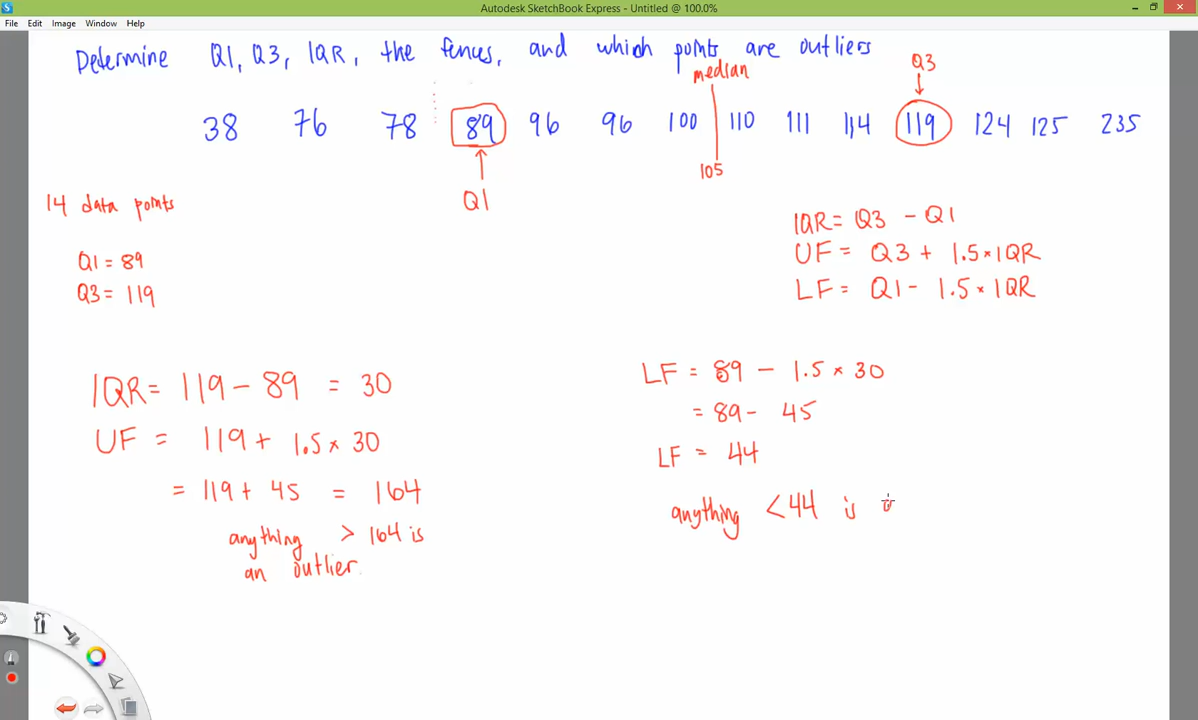 Autodesk SketchBook Express - Untitled @ 100.0%
File Edit Image Window Help
Determine Q1, Q3, IQR, the fences, and which points are outliers
median
Q3
38 76 78 89 96 96 100 110 111 114 119 124 125 235
105
Q1
14 data points
Q1 = 89
Q3 = 119
IQR = Q3 - Q1
UF = Q3 + 1.5 × IQR
LF = Q1 - 1.5 × IQR
IQR = 119 - 89 = 30
UF = 119 + 1.5 × 30
= 119 + 45 = 164
anything > 164 is
an outlier.
LF = 89 - 1.5 × 30
= 89 - 45
LF = 44
anything < 44 is